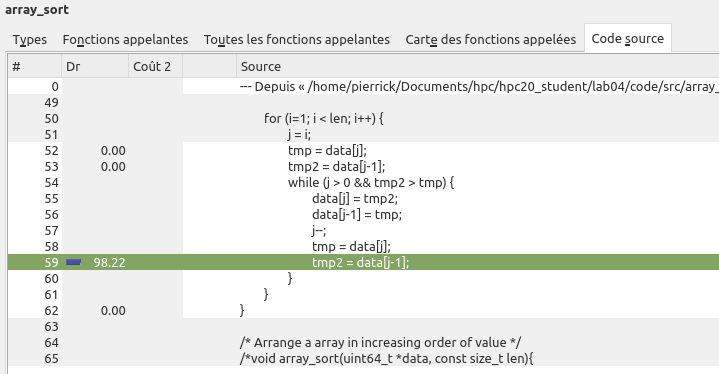 array_sort
Types Fonctions appelantes Toutes les fonctions appelantes Carte des fonctions appelées Code source
# Dr Coût 2 Source
0 --- Depuis « /home/pierrick/Documents/hpc/hpc20_student/lab04/code/src/array_
49
50 for (i=1; i < len; i++) {
51 j = i;
52 0.00 tmp = data[j];
53 0.00 tmp2 = data[j-1];
54 while (j > 0 && tmp2 > tmp) {
55 data[j] = tmp2;
56 data[j-1] = tmp;
57 j--;
58 tmp = data[j];
59 98.22 tmp2 = data[j-1];
60 }
61 }
62 0.00 }
63
64 /* Arrange a array in increasing order of value */
65 /*void array_sort(uint64_t *data, const size_t len){